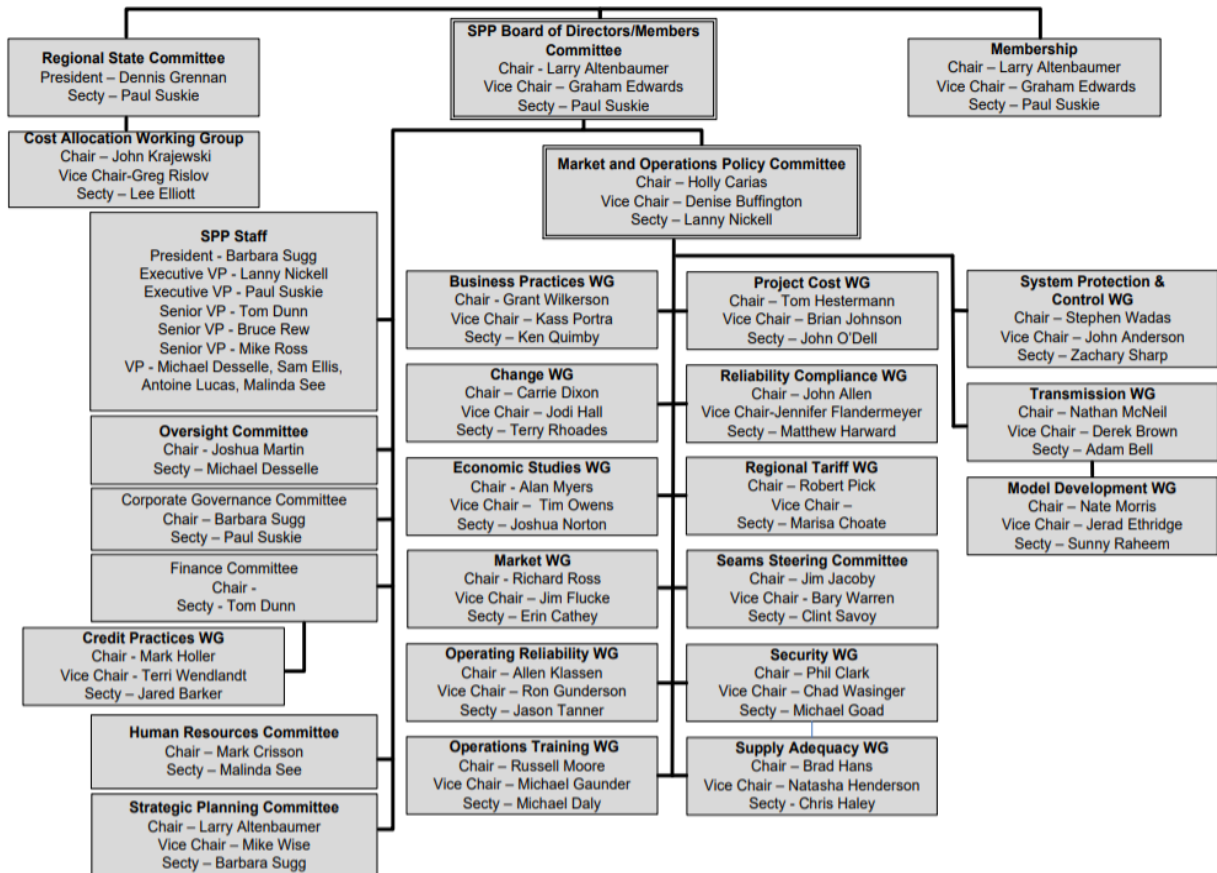 Regional State Committee
President – Dennis Grennan
Secty – Paul Suskie
SPP Board of Directors/Members
Committee
Chair - Larry Altenbaumer
Vice Chair – Graham Edwards
Secty – Paul Suskie
Membership
Chair – Larry Altenbaumer
Vice Chair – Graham Edwards
Secty – Paul Suskie
Cost Allocation Working Group
Chair – John Krajewski
Vice Chair-Greg Rislov
Secty – Lee Elliott
Market and Operations Policy Committee
Chair – Holly Carias
Vice Chair – Denise Buffington
Secty – Lanny Nickell
SPP Staff
President - Barbara Sugg
Executive VP - Lanny Nickell
Executive VP - Paul Suskie
Senior VP - Tom Dunn
Senior VP - Bruce Rew
Senior VP - Mike Ross
VP - Michael Desselle, Sam Ellis,
Antoine Lucas, Malinda See
Oversight Committee
Chair - Joshua Martin
Secty – Michael Desselle
Corporate Governance Committee
Chair – Barbara Sugg
Secty – Paul Suskie
Finance Committee
Chair -
Secty - Tom Dunn
Credit Practices WG
Chair - Mark Holler
Vice Chair - Terri Wendlandt
Secty - Jared Barker
Human Resources Committee
Chair – Mark Crisson
Secty – Malinda See
Strategic Planning Committee
Chair – Larry Altenbaumer
Vice Chair – Mike Wise
Secty – Barbara Sugg
Business Practices WG
Chair - Grant Wilkerson
Vice Chair – Kass Portra
Secty – Ken Quimby
Change WG
Chair – Carrie Dixon
Vice Chair – Jodi Hall
Secty – Terry Rhoades
Economic Studies WG
Chair - Alan Myers
Vice Chair – Tim Owens
Secty – Joshua Norton
Market WG
Chair - Richard Ross
Vice Chair – Jim Flucke
Secty – Erin Cathey
Operating Reliability WG
Chair – Allen Klassen
Vice Chair – Ron Gunderson
Secty – Jason Tanner
Operations Training WG
Chair – Russell Moore
Vice Chair – Michael Gaunder
Secty – Michael Daly
Project Cost WG
Chair – Tom Hestermann
Vice Chair – Brian Johnson
Secty – John O'Dell
Reliability Compliance WG
Chair – John Allen
Vice Chair-Jennifer Flandermeyer
Secty – Matthew Harward
Regional Tariff WG
Chair – Robert Pick
Vice Chair –
Secty – Marisa Choate
Seams Steering Committee
Chair – Jim Jacoby
Vice Chair - Bary Warren
Secty – Clint Savoy
Security WG
Chair – Phil Clark
Vice Chair – Chad Wasinger
Secty – Michael Goad
Supply Adequacy WG
Chair – Brad Hans
Vice Chair – Natasha Henderson
Secty - Chris Haley
System Protection &
Control WG
Chair – Stephen Wadas
Vice Chair – John Anderson
Secty – Zachary Sharp
Transmission WG
Chair – Nathan McNeil
Vice Chair – Derek Brown
Secty – Adam Bell
Model Development WG
Chair – Nate Morris
Vice Chair – Jerad Ethridge
Secty – Sunny Raheem